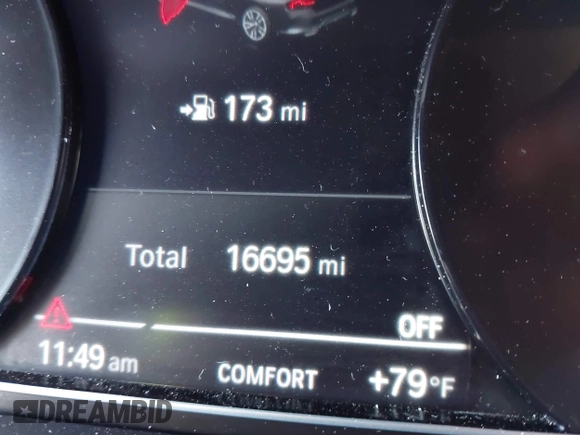 173 mi
Total 16695 mi
OFF
11:49 am COMFORT +79°F
DREAMBID